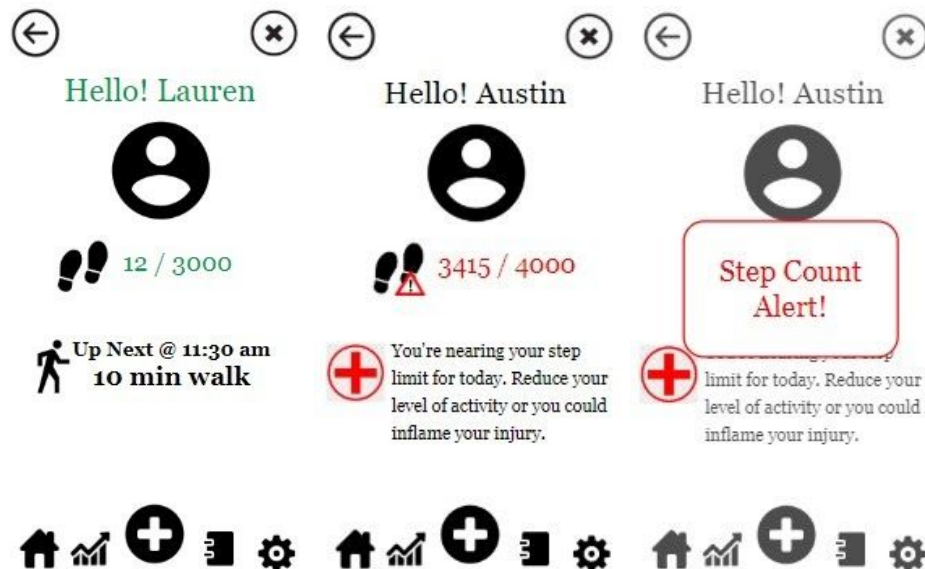 Hello! Lauren
12 / 3000
Up Next @ 11:30 am
10 min walk
Hello! Austin
3415 / 4000
You're nearing your step
limit for today. Reduce your
level of activity or you could
inflame your injury.
Hello! Austin
Step Count
Alert!
limit for today. Reduce your
level of activity or you could
inflame your injury.